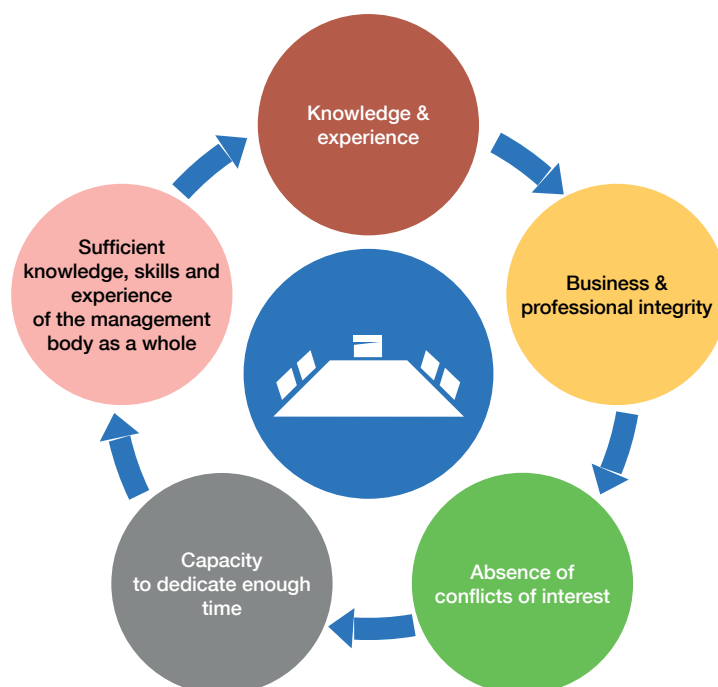 Knowledge &
experience
Business &
professional integrity
Absence of
conflicts of interest
Capacity
to dedicate enough
time
Sufficient
knowledge, skills and
experience
of the management
body as a whole